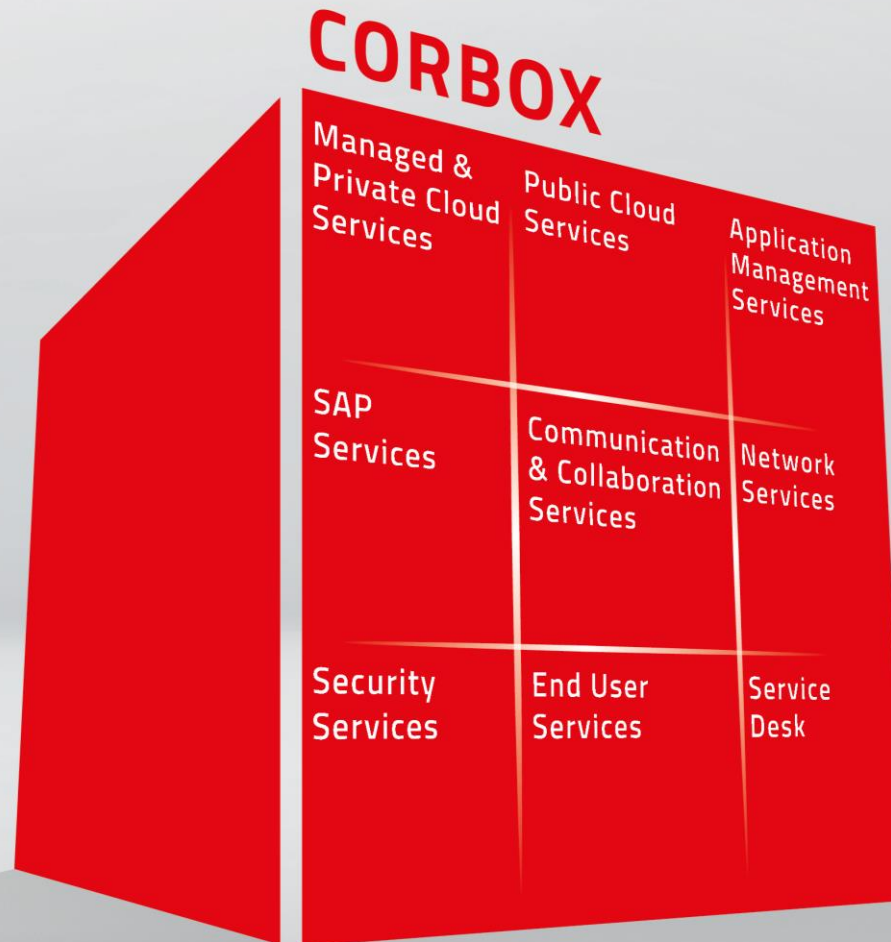 CORBOX
Managed &
Private Cloud
Services
Public Cloud
Services
Application
Management
Services
SAP
Services
Communication
& Collaboration
Services
Network
Services
Security
Services
End User
Services
Service
Desk